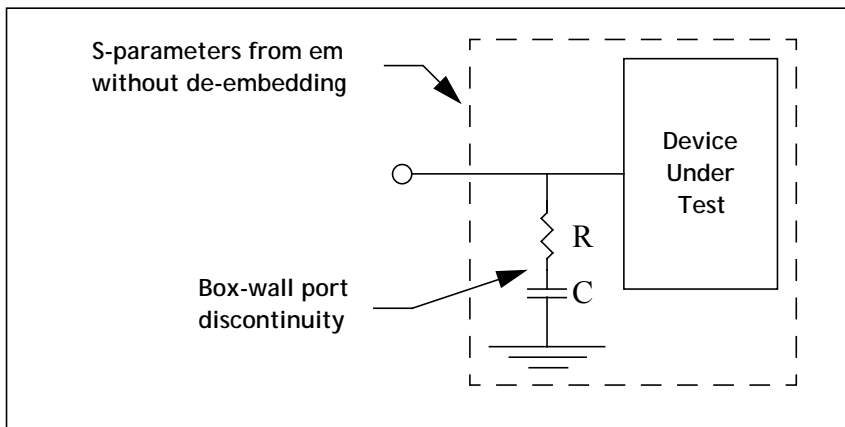 S-parameters from em
without de-embedding
Device
Under
Test
R
C
Box-wall port
discontinuity